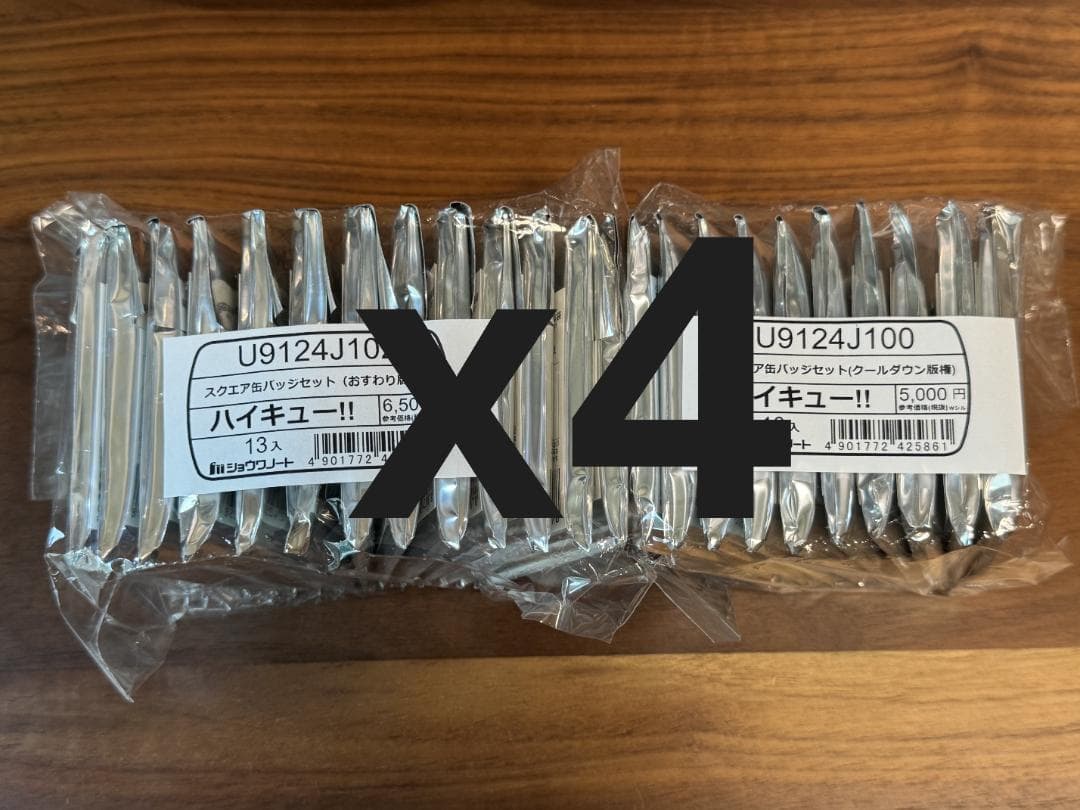 U9124J10
スクエア缶バッジセット（おすわり
ハイキュー!!
6,50
参考価格
13入
ショウワノート
4 901772 4
x4
U9124J100
ア缶バッジセット(クールダウン版権)
イキュー!!
5,000 円
参考価格(税抜)
入
ート
4 901772 425861